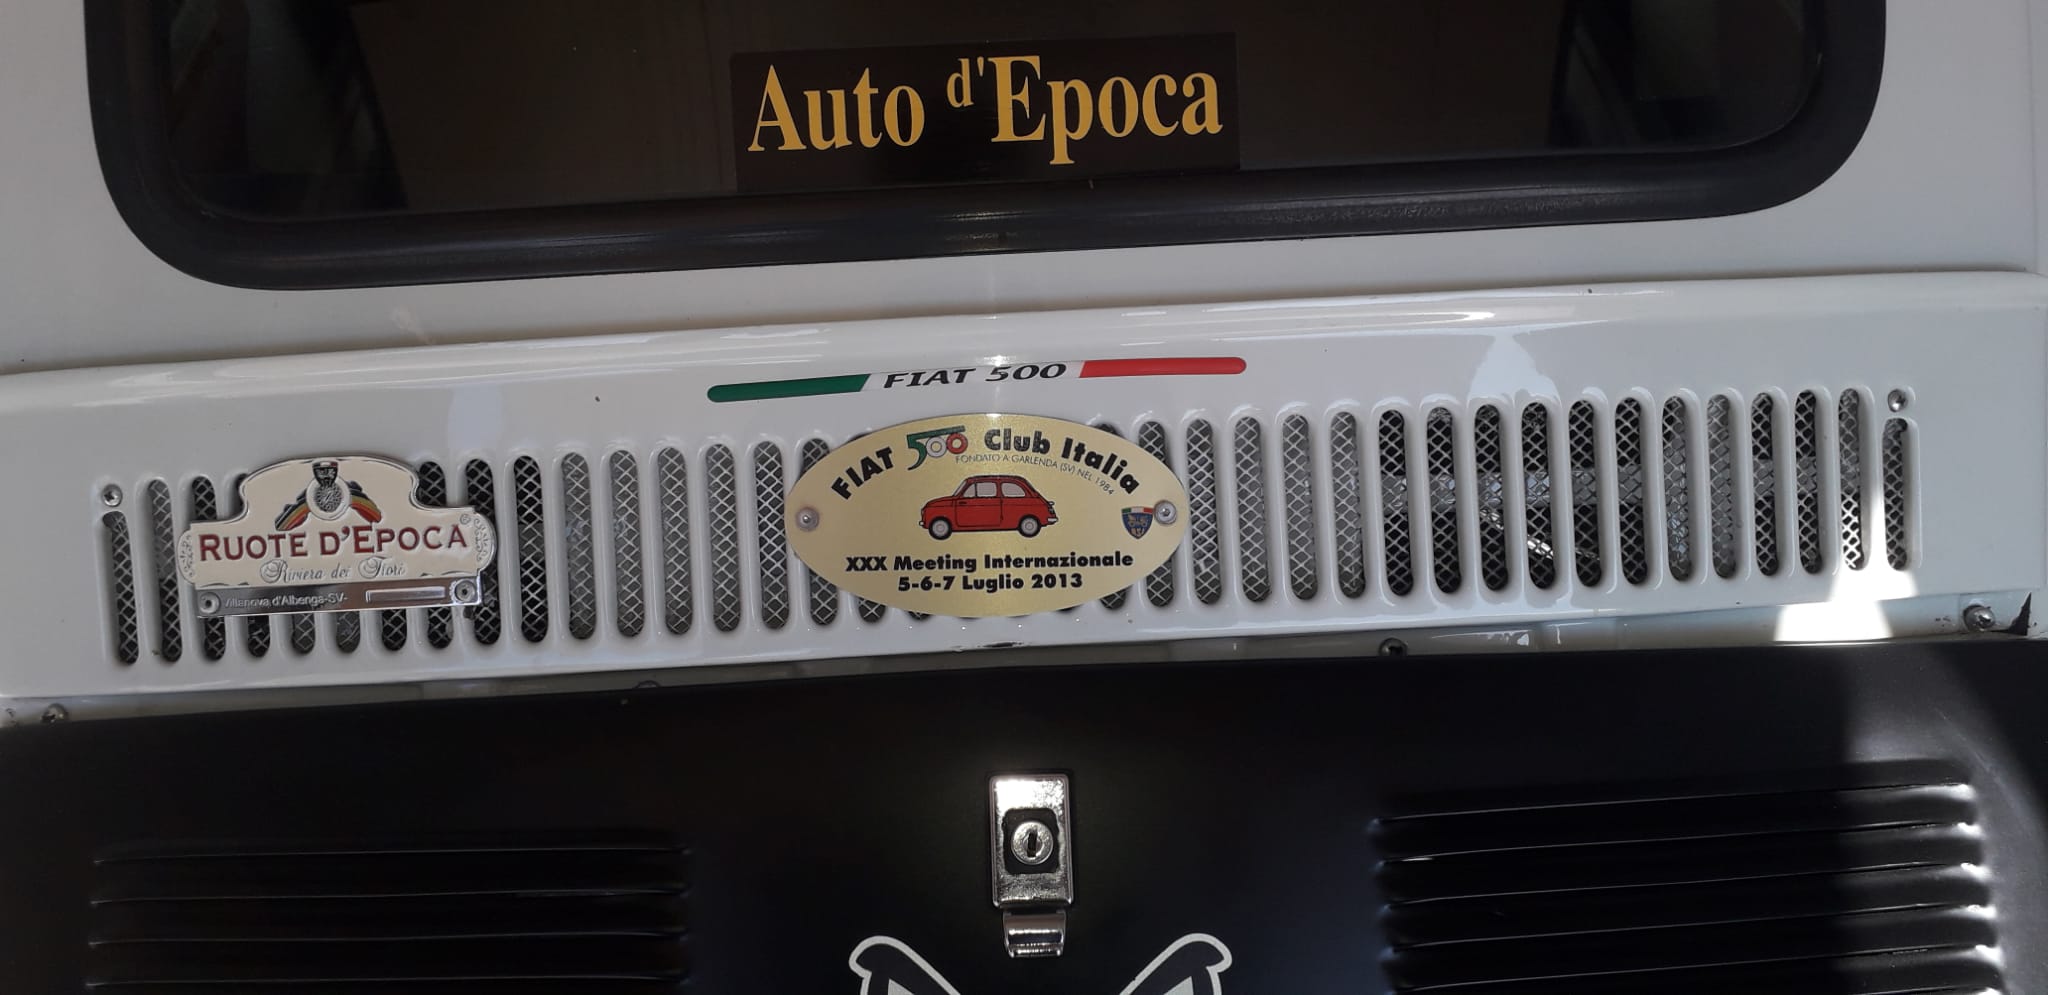 Auto d'Epoca
FIAT 500
FIAT 500 Club Italia
FONDATO A GARLENDA (SV) NEL 1984
XXX Meeting Internazionale
5-6-7 Luglio 2013
RUOTE D'EPOCA
Riviera dei Fiori
Villanova d'Albenga-SV-